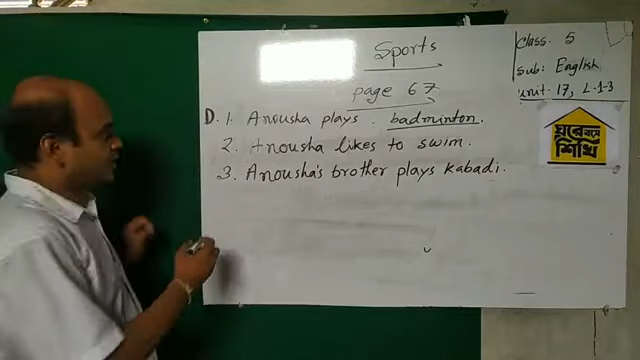 Sports
Class. 5
Sub: English
unit- 17, L-1-3
page 67
D. 1. Anousha plays . badminton.
2. Anousha likes to swim.
3. Anousha's brother plays kabadi.
ঘরে বসে
শিখি